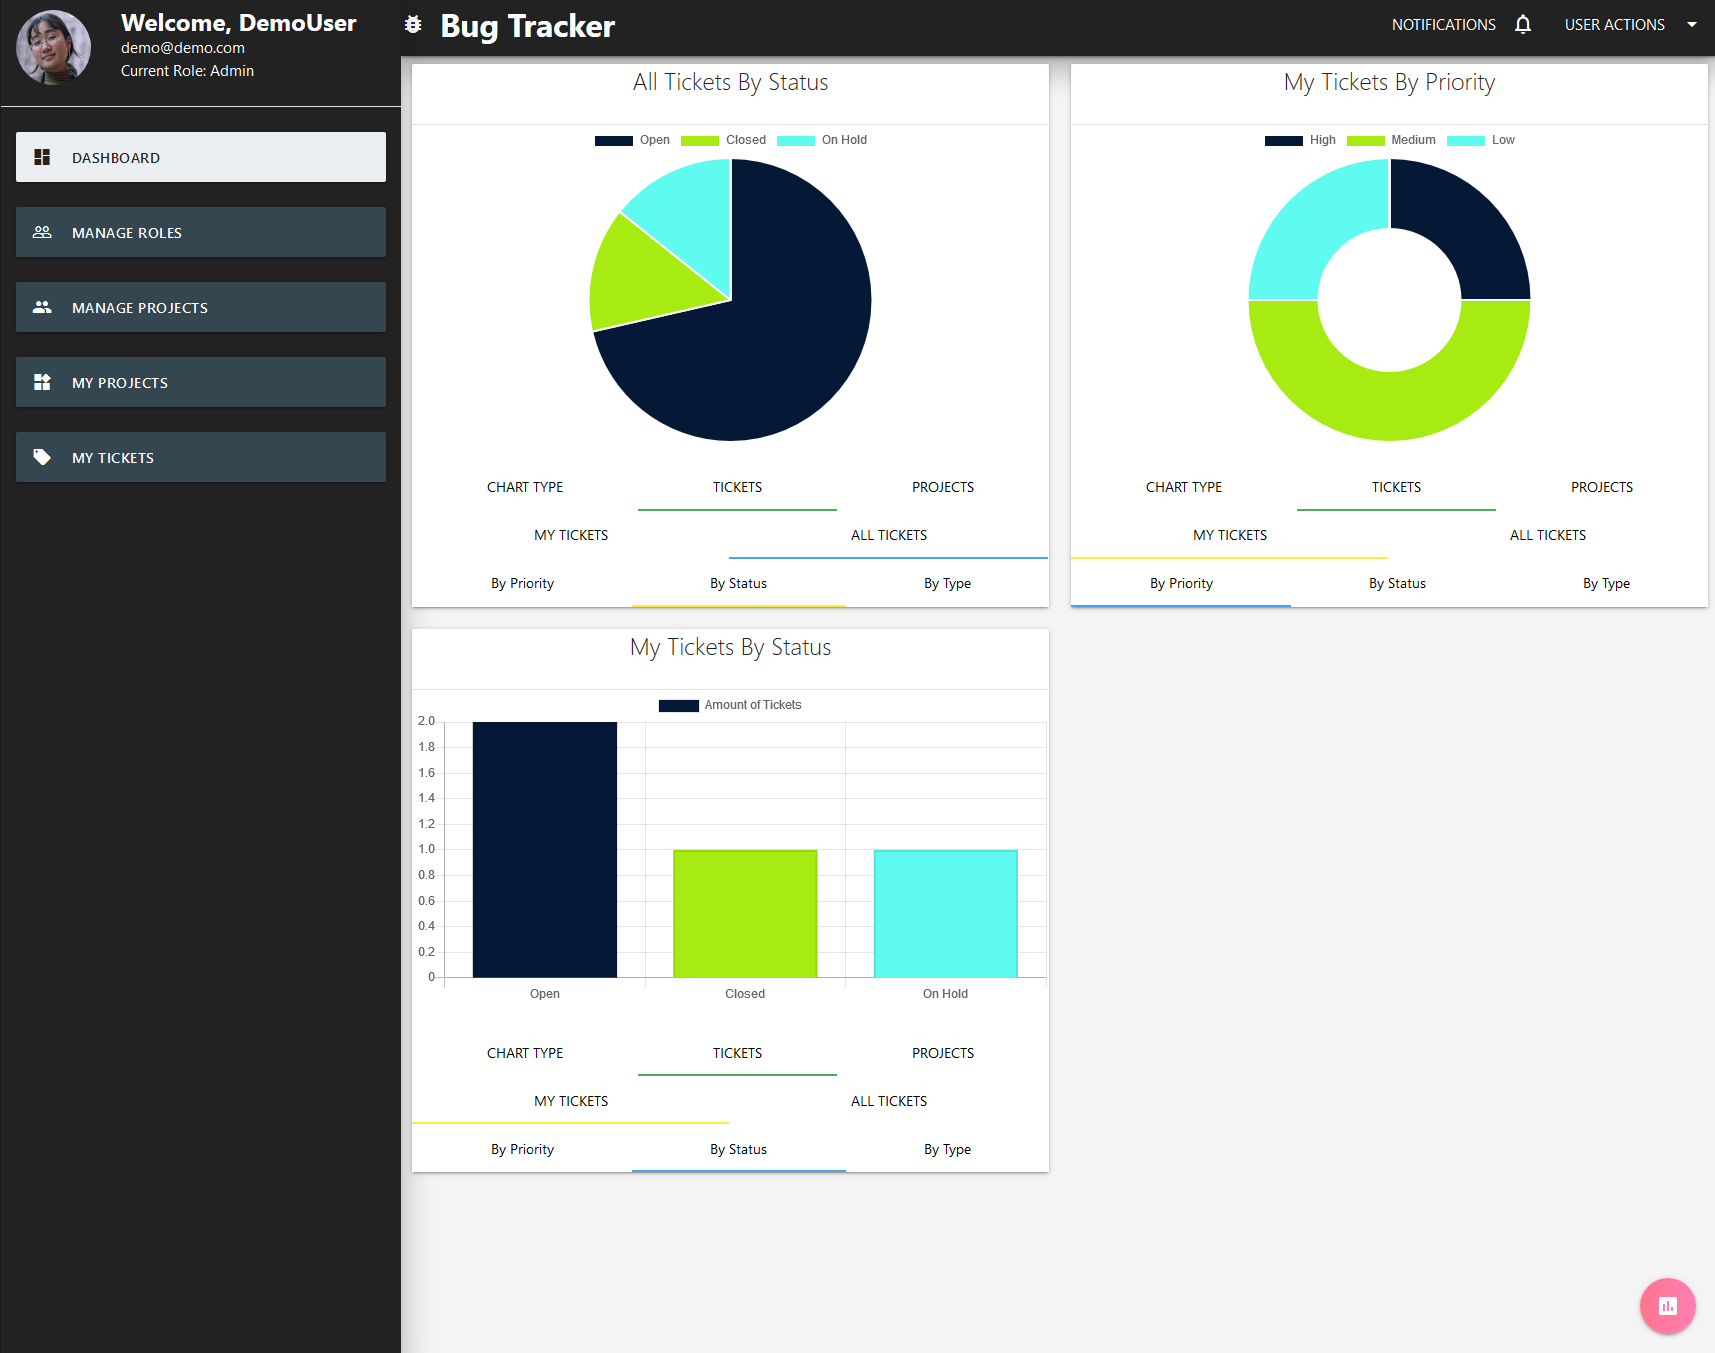 Welcome, DemoUser
demo@demo.com
Current Role: Admin
DASHBOARD
MANAGE ROLES
MANAGE PROJECTS
MY PROJECTS
MY TICKETS
Bug Tracker
NOTIFICATIONS
USER ACTIONS
All Tickets By Status
Open Closed On Hold
CHART TYPE TICKETS PROJECTS
MY TICKETS ALL TICKETS
By Priority By Status By Type
My Tickets By Priority
High Medium Low
CHART TYPE TICKETS PROJECTS
MY TICKETS ALL TICKETS
By Priority By Status By Type
My Tickets By Status
Amount of Tickets
2.0
1.8
1.6
1.4
1.2
1.0
0.8
0.6
0.4
0.2
0
Open Closed On Hold
CHART TYPE TICKETS PROJECTS
MY TICKETS ALL TICKETS
By Priority By Status By Type